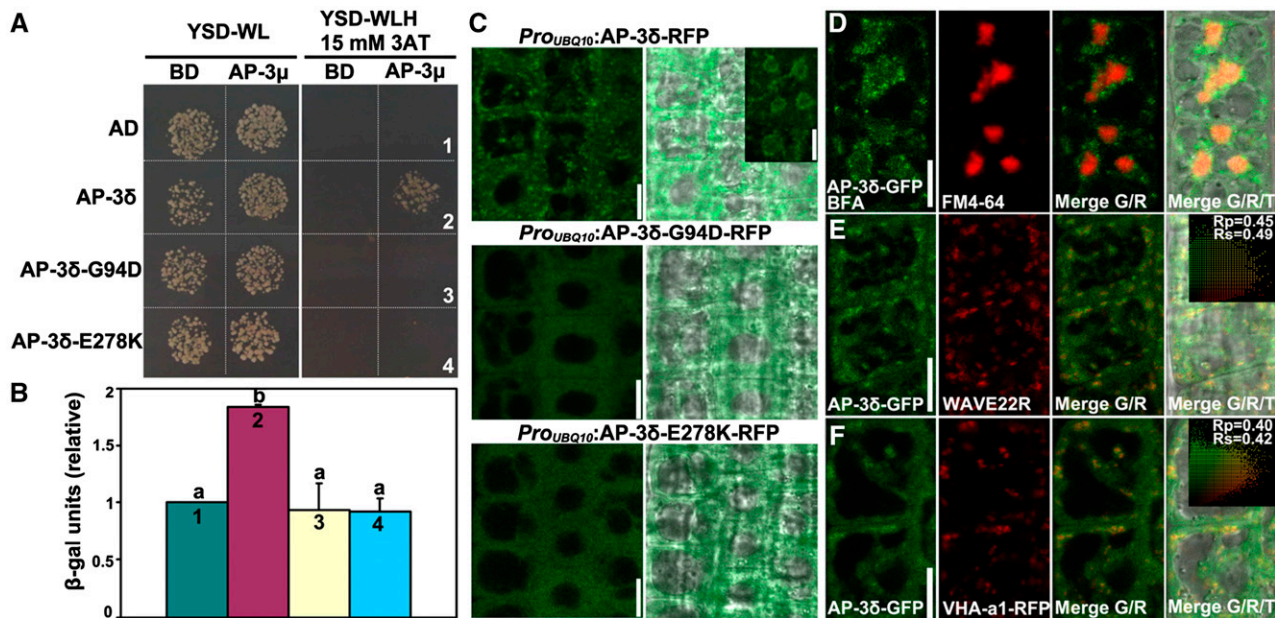 A
YSD-WL
YSD-WLH
15 mM 3AT
BD AP-3μ BD AP-3μ
AD
1
AP-3δ
2
AP-3δ-G94D
3
AP-3δ-E278K
4
B
β-gal units (relative)
2
1.5
1
0.5
0
a
1
b
2
a
3
a
4
C
ProUBQ10:AP-3δ-RFP
ProUBQ10:AP-3δ-G94D-RFP
ProUBQ10:AP-3δ-E278K-RFP
D
AP-3δ-GFP
BFA
FM4-64
Merge G/R
Merge G/R/T
E
Rp=0.45
Rs=0.49
AP-3δ-GFP
WAVE22R
Merge G/R
Merge G/R/T
F
Rp=0.40
Rs=0.42
AP-3δ-GFP
VHA-a1-RFP
Merge G/R
Merge G/R/T